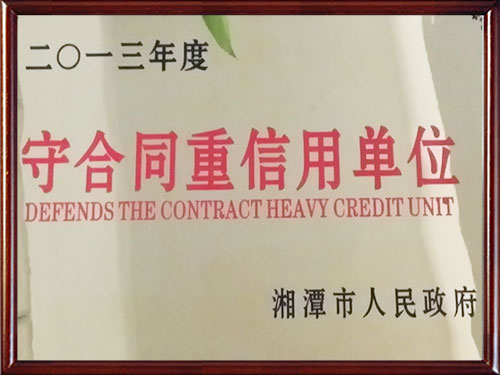 二〇一三年度
守合同重信用单位
DEFENDS THE CONTRACT HEAVY CREDIT UNIT
湘潭市人民政府